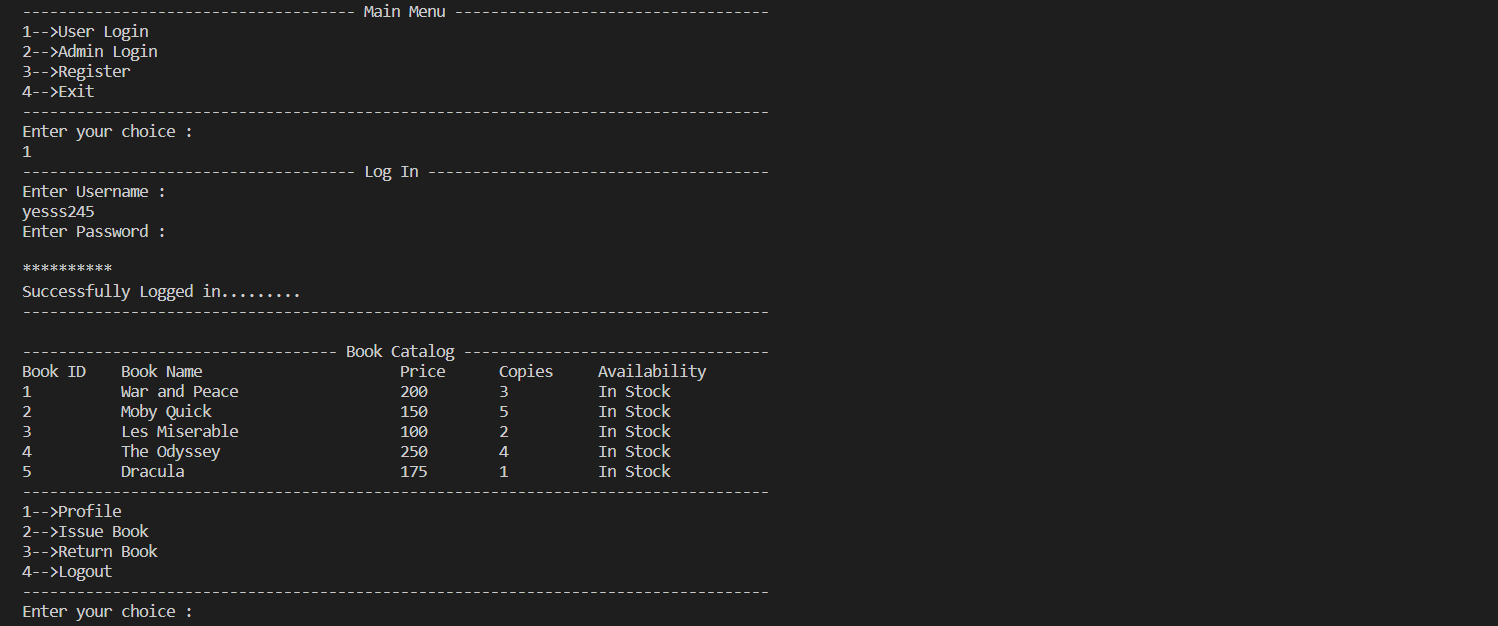 ------------------------------------- Main Menu -----------------------------------
1-->User Login
2-->Admin Login
3-->Register
4-->Exit
-----------------------------------------------------------------------------------
Enter your choice :
1
------------------------------------- Log In --------------------------------------
Enter Username :
yesss245
Enter Password :
**********
Successfully Logged in.........
-----------------------------------------------------------------------------------
----------------------------------- Book Catalog ----------------------------------
Book ID    Book Name                      Price      Copies     Availability
1          War and Peace                  200        3          In Stock
2          Moby Quick                     150        5          In Stock
3          Les Miserable                  100        2          In Stock
4          The Odyssey                    250        4          In Stock
5          Dracula                        175        1          In Stock
-----------------------------------------------------------------------------------
1-->Profile
2-->Issue Book
3-->Return Book
4-->Logout
-----------------------------------------------------------------------------------
Enter your choice :